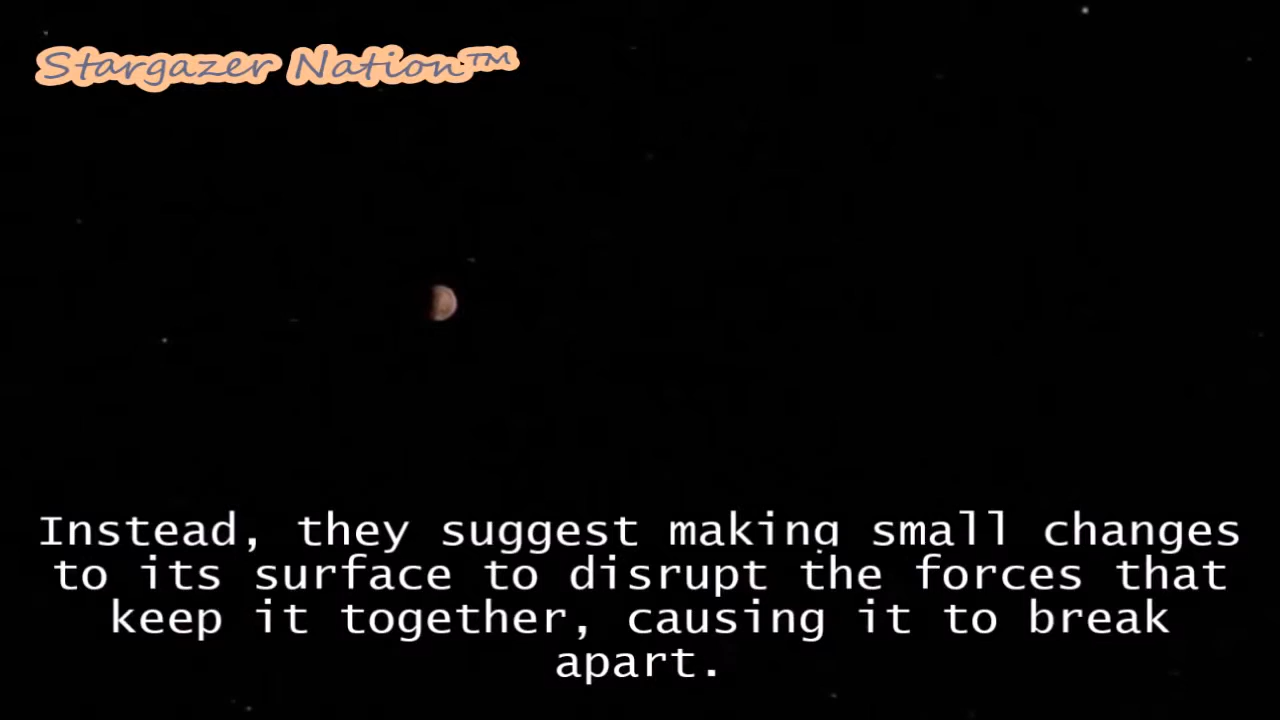 Stargazer Nation™
Instead, they suggest making small changes
to its surface to disrupt the forces that
keep it together, causing it to break
apart.